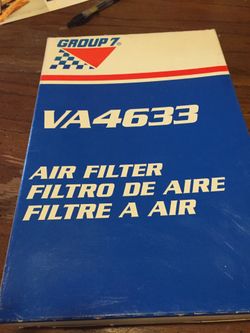 GROUP 7®
VA4633
AIR FILTER
FILTRO DE AIRE
FILTRE A AIR